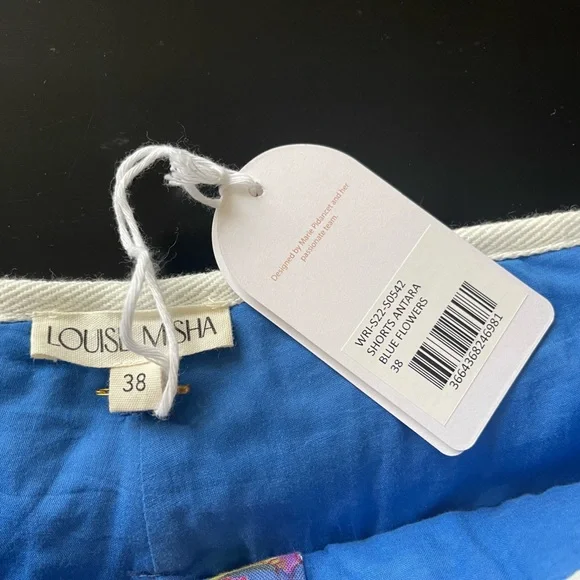 LOUISE MISHA
38
Designed by Marie Pidancet and her
passionate team.
WRI-S22-S0542
SHORTS ANTARA
BLUE FLOWERS
38
3664368246981